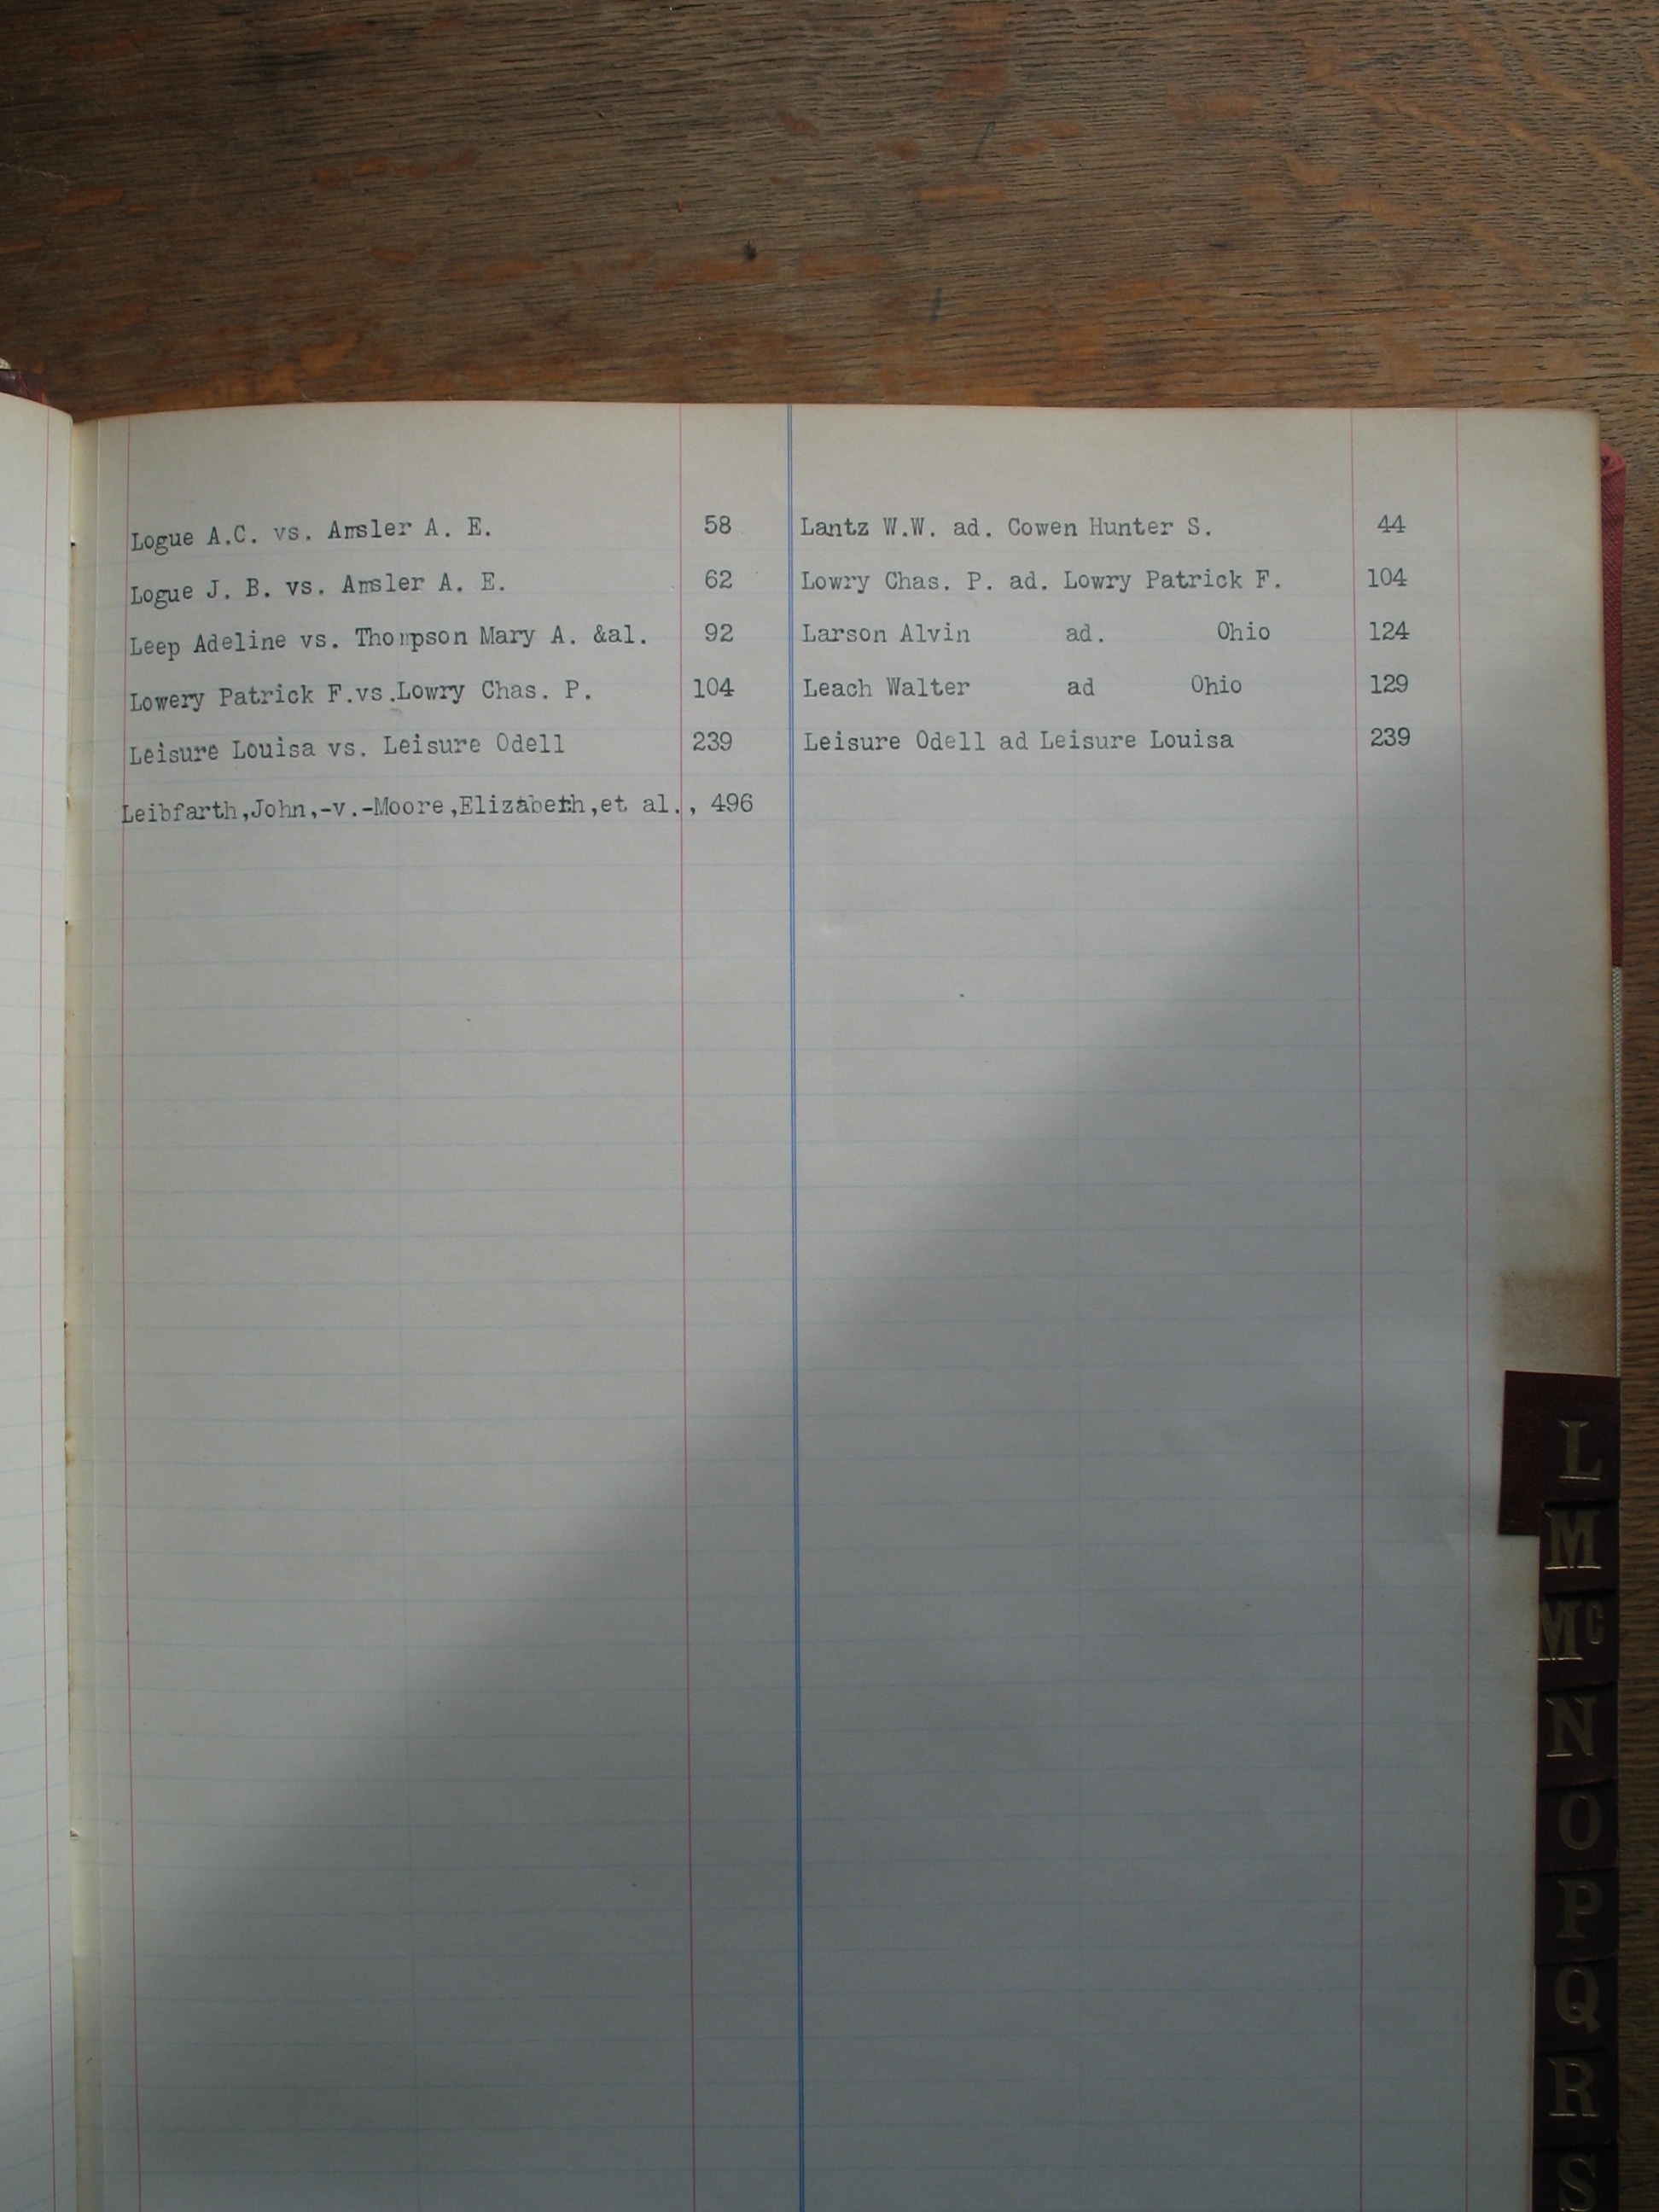 Logue A.C. vs. Amsler A. E. 58
Logue J. B. vs. Amsler A. E. 62
Leep Adeline vs. Thompson Mary A. &al. 92
Lowery Patrick F.vs.Lowry Chas. P. 104
Leisure Louisa vs. Leisure Odell 239
Leibfarth,John,-v.-Moore,Elizabeth,et al., 496
Lantz W.W. ad. Cowen Hunter S. 44
Lowry Chas. P. ad. Lowry Patrick F. 104
Larson Alvin ad. Ohio 124
Leach Walter ad Ohio 129
Leisure Odell ad Leisure Louisa 239
L
M
Mc
N
O
P
Q
R
S